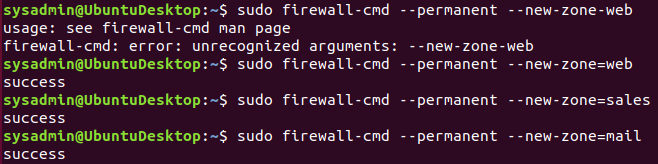 sysadmin@UbuntuDesktop:~$ sudo firewall-cmd --permanent --new-zone-web
usage: see firewall-cmd man page
firewall-cmd: error: unrecognized arguments: --new-zone-web
sysadmin@UbuntuDesktop:~$ sudo firewall-cmd --permanent --new-zone=web
success
sysadmin@UbuntuDesktop:~$ sudo firewall-cmd --permanent --new-zone=sales
success
sysadmin@UbuntuDesktop:~$ sudo firewall-cmd --permanent --new-zone=mail
success